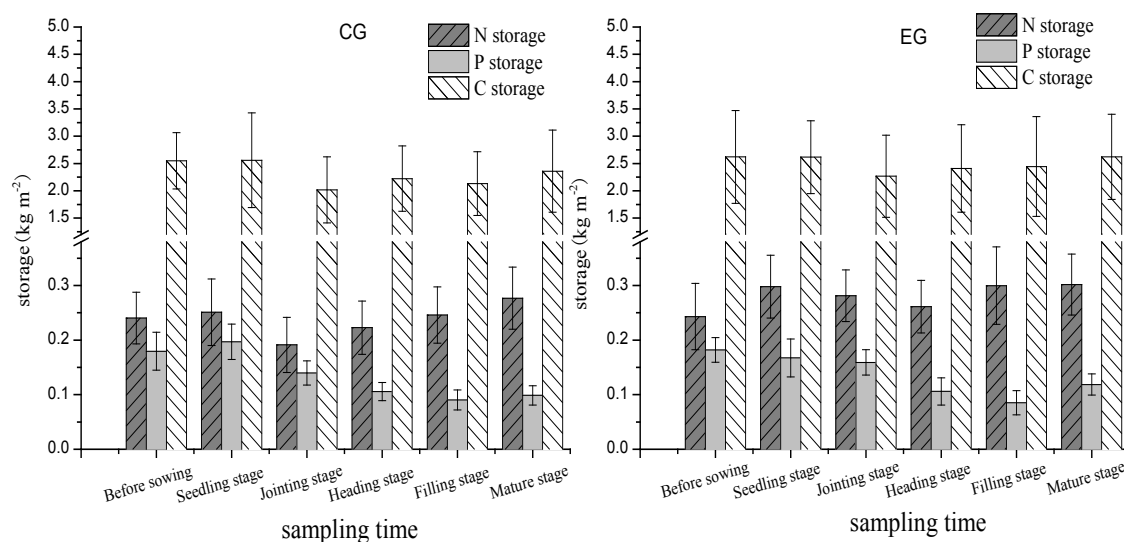 CG
N storage
P storage
C storage
5.0
4.5
4.0
3.5
3.0
2.5
2.0
1.5
0.3
0.2
0.1
0.0
storage (kg m-2)
Before sowing
Seedling stage
Jointing stage
Heading stage
Filling stage
Mature stage
sampling time
EG
N storage
P storage
C storage
5.0
4.5
4.0
3.5
3.0
2.5
2.0
1.5
0.3
0.2
0.1
0.0
storage (kg m-2)
Before sowing
Seedling stage
Jointing stage
Heading stage
Filling stage
Mature stage
sampling time